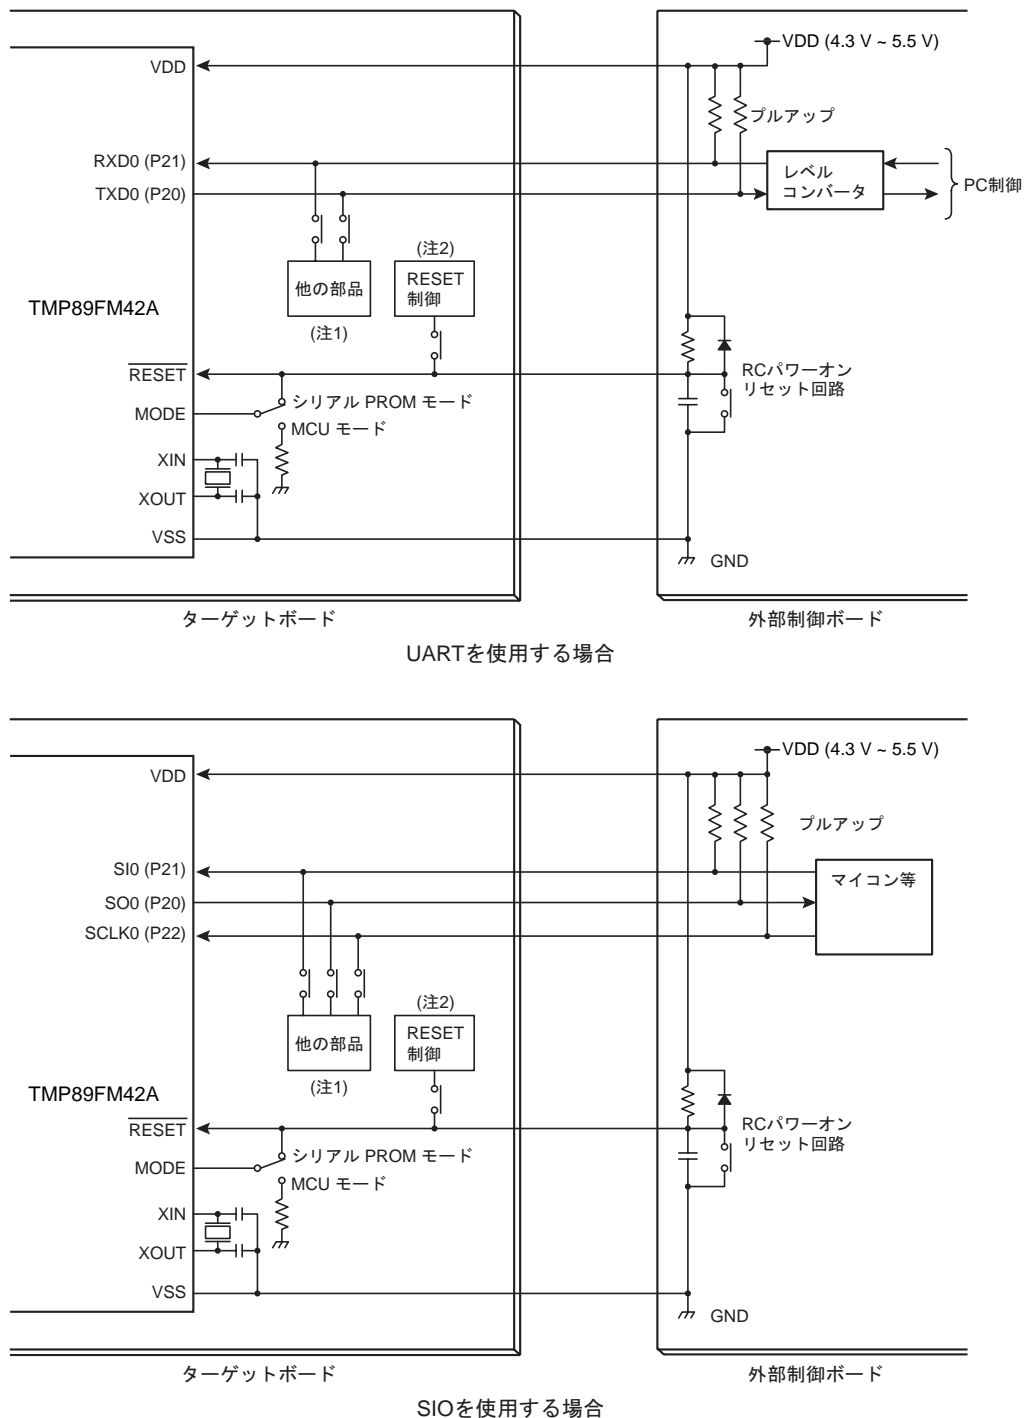 VDD (4.3 V ~ 5.5 V)
VDD
プルアップ
RXD0 (P21)
TXD0 (P20)
レベル
コンバータ
PC制御
(注2)
RESET
制御
他の部品
(注1)
TMP89FM42A
RESET
RCパワーオン
リセット回路
シリアル PROM モード
MODE
MCU モード
XIN
XOUT
VSS
GND
ターゲットボード
外部制御ボード
UARTを使用する場合
VDD (4.3 V ~ 5.5 V)
VDD
プルアップ
SI0 (P21)
マイコン等
SO0 (P20)
SCLK0 (P22)
(注2)
RESET
制御
他の部品
(注1)
TMP89FM42A
RESET
RCパワーオン
リセット回路
シリアル PROM モード
MODE
MCU モード
XIN
XOUT
VSS
GND
ターゲットボード
外部制御ボード
SIOを使用する場合